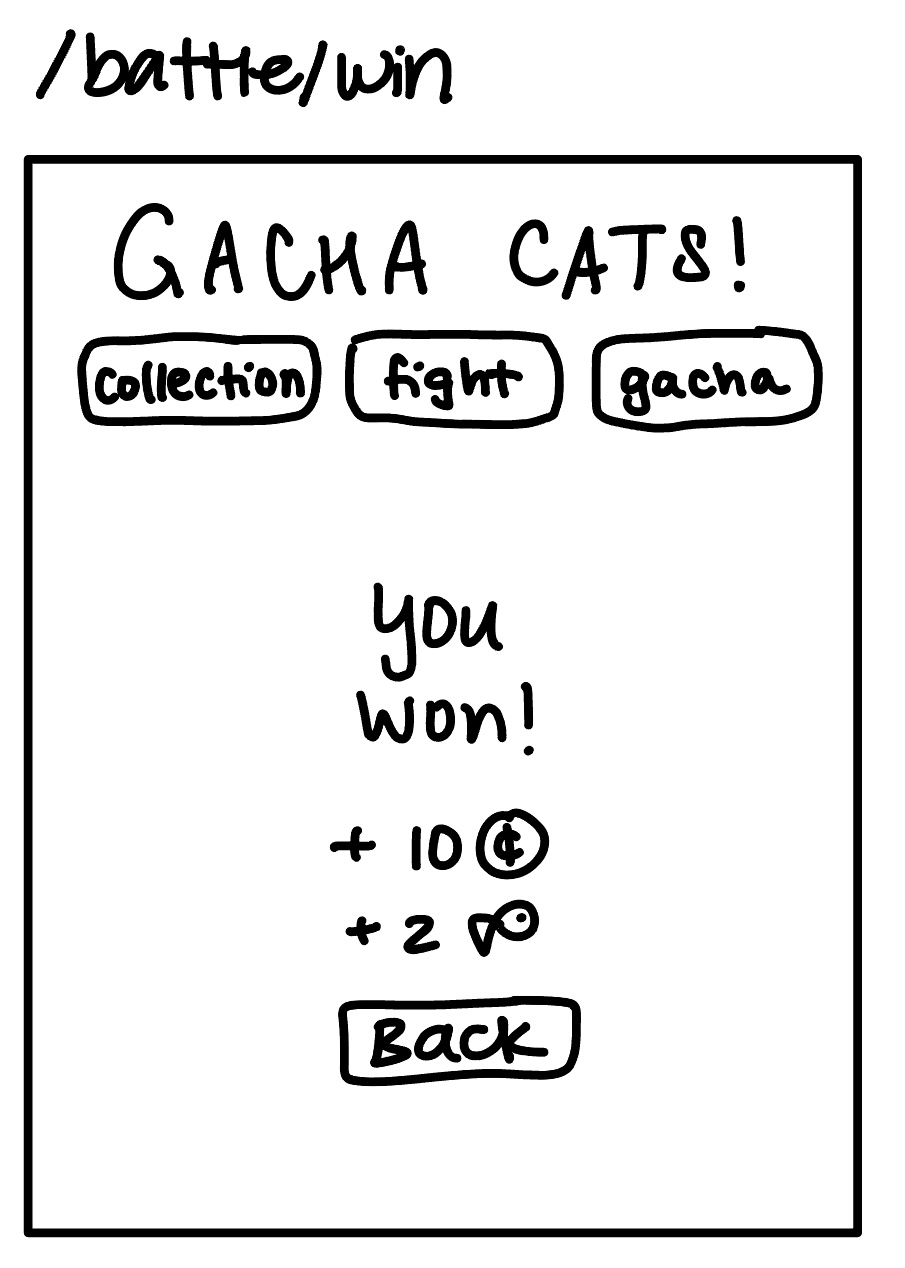 /battle/win
GACHA CATS!
collection fight gacha
you
won!
+ 10 ¢
+ 2
Back